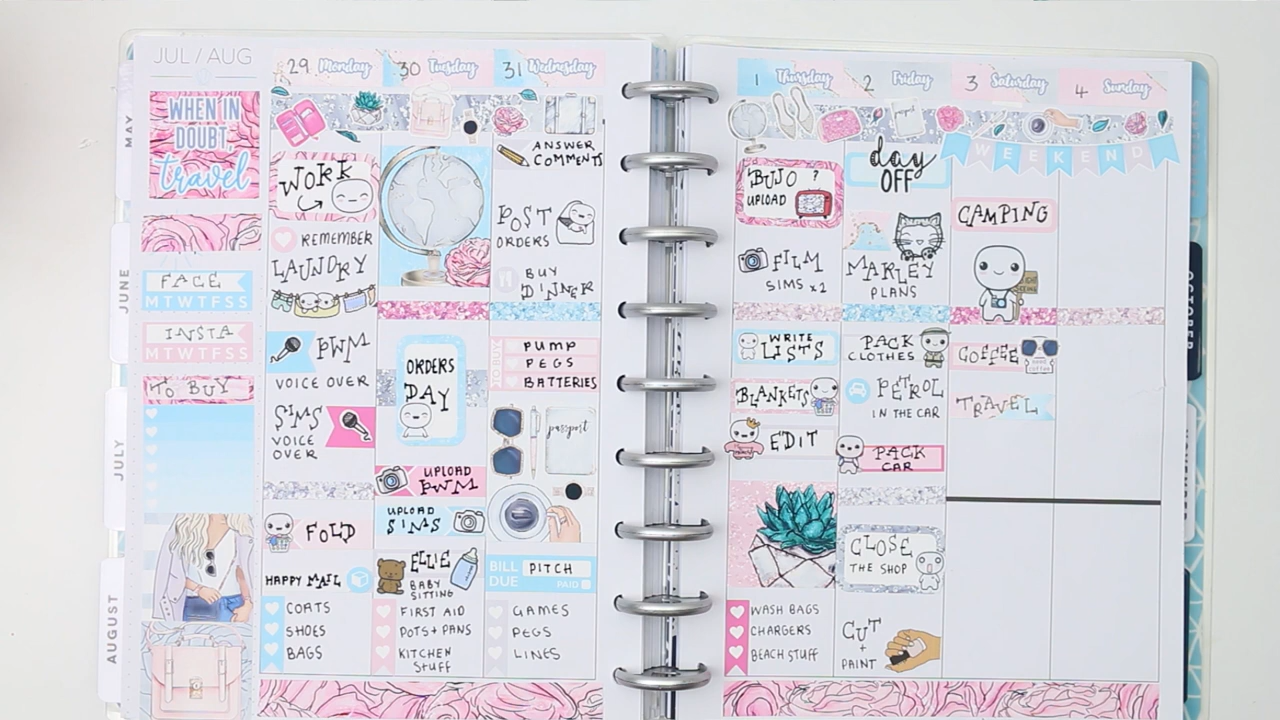 JUL/AUG
WHEN IN
DOUBT
travel
FACE
MTWTFSS
INSTA
MTWTFSS
TO BUY
MAY
JUNE
JULY
AUGUST
29 Monday
WORK
REMEMBER
LAUNDRY
PWM
VOICE OVER
SIMS
VOICE
OVER
FOLD
HAPPY MAIL
COATS
SHOES
BAGS
30 Tuesday
ORDERS
DAY
UPLOAD
PWM
UPLOAD
SIMS
ELLIE
BABY
SITTING
FIRST AID
POTS + PANS
KITCHEN
STUFF
31 Wednesday
ANSWER
COMMENTS
POST
ORDERS
BUY
DINNER
TO BUY
PUMP
PEGS
BATTERIES
passport
BILL
DUE
PITCH
PAID
GAMES
PEGS
LINES
1 Thursday
BUJO ?
UPLOAD
FILM
SIMS x2
WRITE
LISTS
BLANKETS
EDIT
WASH BAGS
CHARGERS
BEACH STUFF
2 Friday
day
OFF
MARLEY
PLANS
PACK
CLOTHES
PETROL
IN THE CAR
PACK
CAR
CLOSE
THE SHOP
CUT
+
PAINT
3 Saturday
WEEKEND
CAMPING
COFFEE
need
coffee
TRAVEL
4 Sunday
OCTOBER